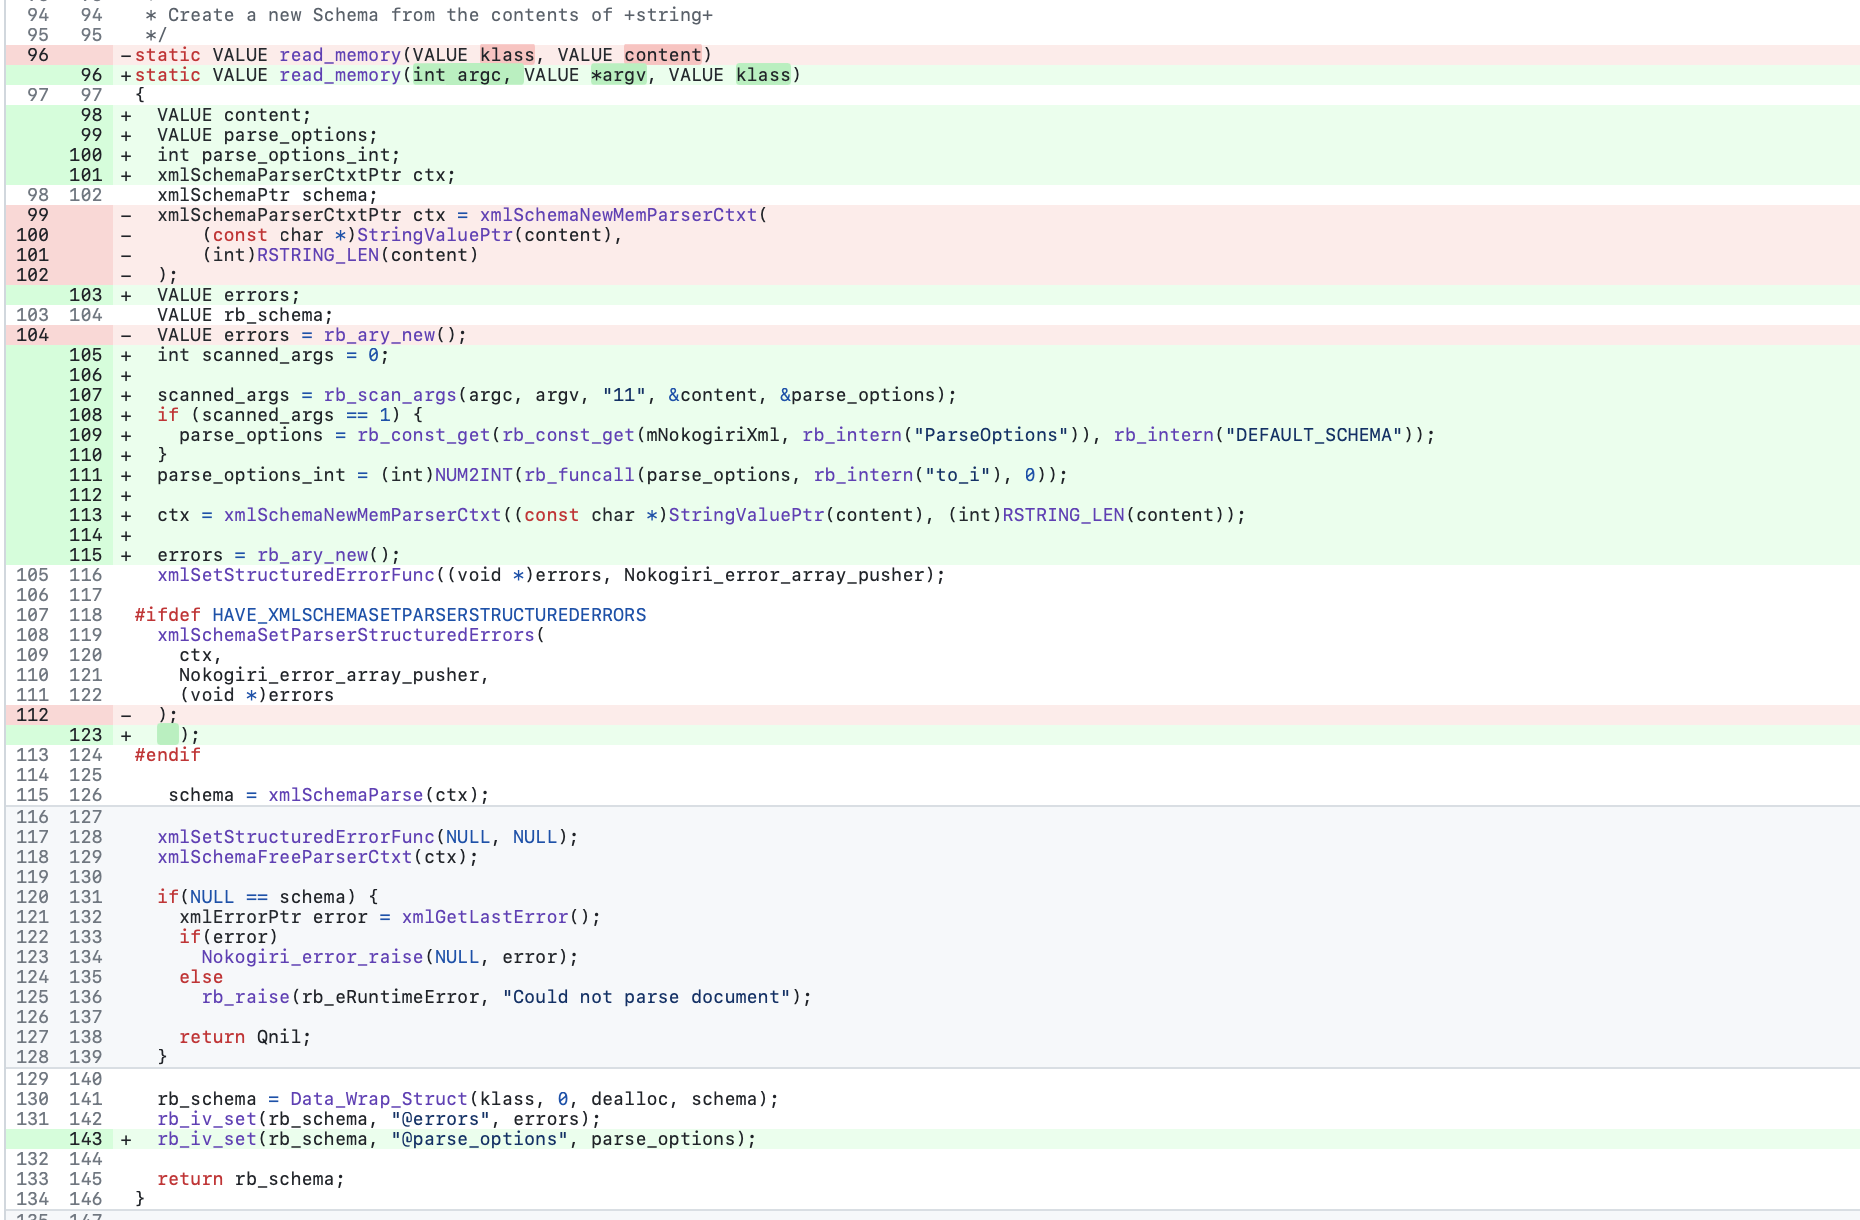 94 94 * Create a new Schema from the contents of +string+
95 95 */
96 -static VALUE read_memory(VALUE klass, VALUE content)
96 +static VALUE read_memory(int argc, VALUE *argv, VALUE klass)
97 97 {
98 + VALUE content;
99 + VALUE parse_options;
100 + int parse_options_int;
101 + xmlSchemaParserCtxtPtr ctx;
98 102 xmlSchemaPtr schema;
99 - xmlSchemaParserCtxtPtr ctx = xmlSchemaNewMemParserCtxt(
100 - (const char *)StringValuePtr(content),
101 - (int)RSTRING_LEN(content)
102 - );
103 + VALUE errors;
103 104 VALUE rb_schema;
104 - VALUE errors = rb_ary_new();
105 + int scanned_args = 0;
106 +
107 + scanned_args = rb_scan_args(argc, argv, "11", &content, &parse_options);
108 + if (scanned_args == 1) {
109 + parse_options = rb_const_get(rb_const_get(mNokogiriXml, rb_intern("ParseOptions")), rb_intern("DEFAULT_SCHEMA"));
110 + }
111 + parse_options_int = (int)NUM2INT(rb_funcall(parse_options, rb_intern("to_i"), 0));
112 +
113 + ctx = xmlSchemaNewMemParserCtxt((const char *)StringValuePtr(content), (int)RSTRING_LEN(content));
114 +
115 + errors = rb_ary_new();
105 116 xmlSetStructuredErrorFunc((void *)errors, Nokogiri_error_array_pusher);
106 117
107 118 #ifdef HAVE_XMLSCHEMASETPARSERSTRUCTUREDERRORS
108 119 xmlSchemaSetParserStructuredErrors(
109 120 ctx,
110 121 Nokogiri_error_array_pusher,
111 122 (void *)errors
112 - );
123 + );
113 124 #endif
114 125
115 126 schema = xmlSchemaParse(ctx);
116 127
117 128 xmlSetStructuredErrorFunc(NULL, NULL);
118 129 xmlSchemaFreeParserCtxt(ctx);
119 130
120 131 if(NULL == schema) {
121 132 xmlErrorPtr error = xmlGetLastError();
122 133 if(error)
123 134 Nokogiri_error_raise(NULL, error);
124 135 else
125 136 rb_raise(rb_eRuntimeError, "Could not parse document");
126 137
127 138 return Qnil;
128 139 }
129 140
130 141 rb_schema = Data_Wrap_Struct(klass, 0, dealloc, schema);
131 142 rb_iv_set(rb_schema, "@errors", errors);
143 + rb_iv_set(rb_schema, "@parse_options", parse_options);
132 144
133 145 return rb_schema;
134 146 }
135 147